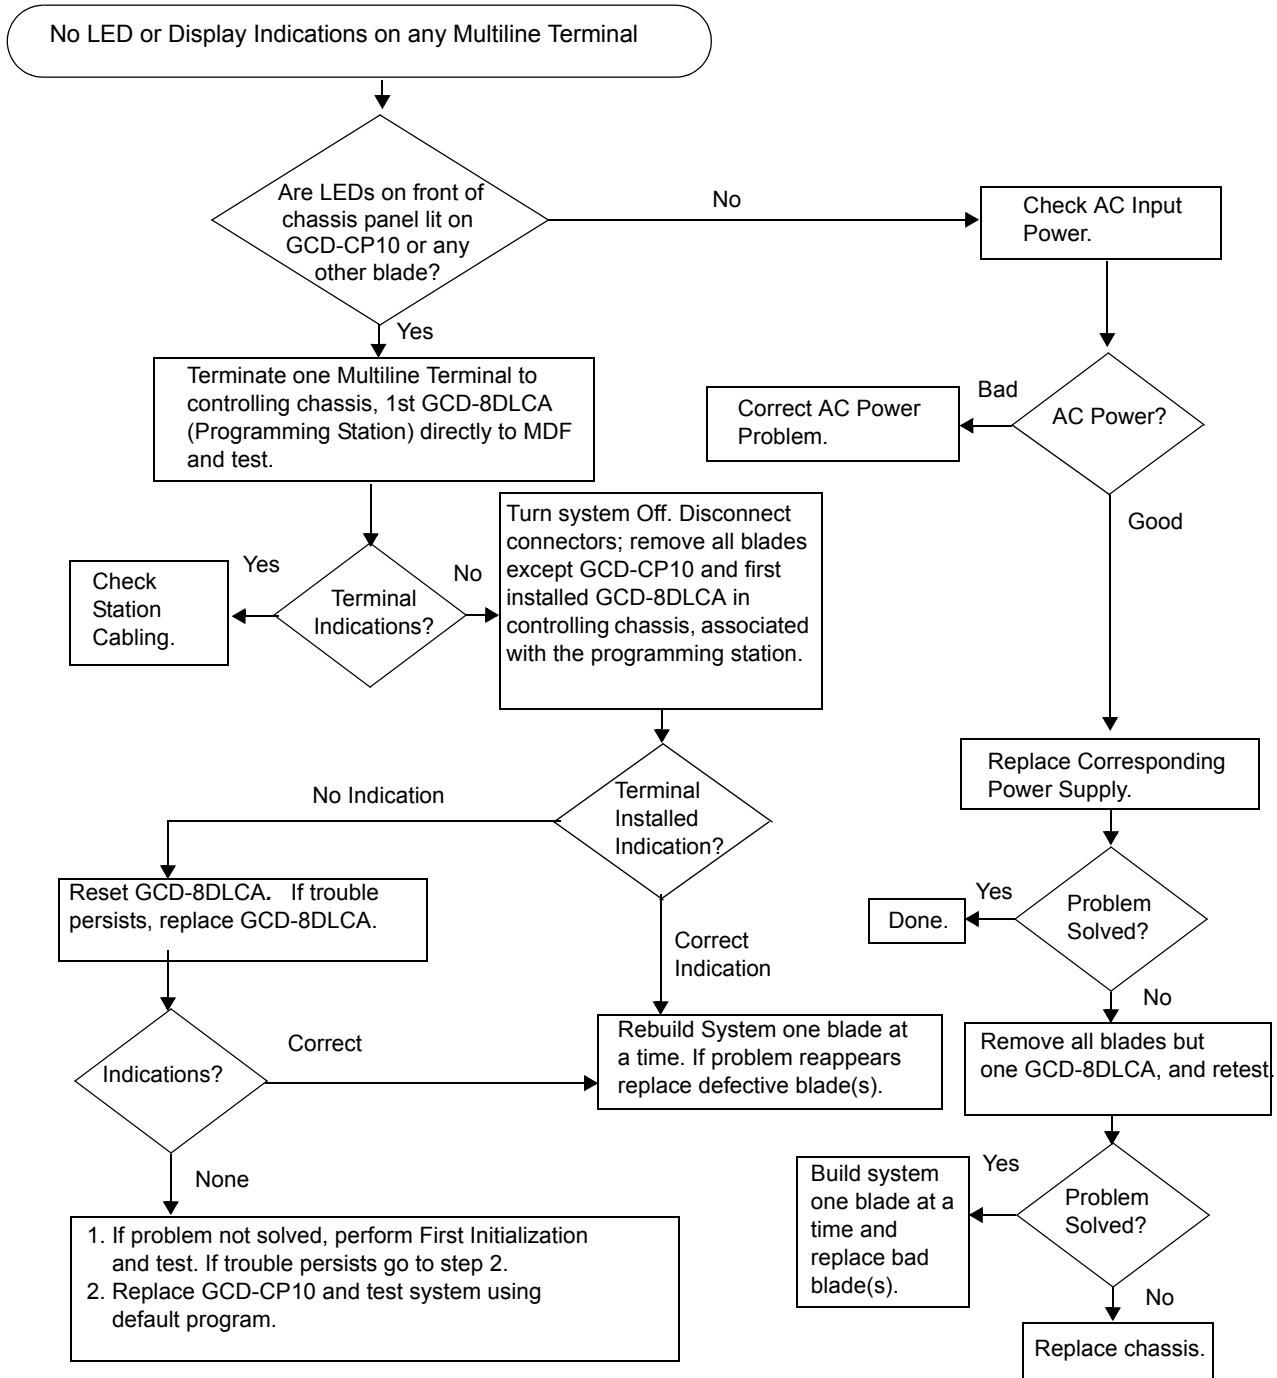 No LED or Display Indications on any Multiline Terminal
Are LEDs on front of
chassis panel lit on
GCD-CP10 or any
other blade?
No
Check AC Input
Power.
Yes
Terminate one Multiline Terminal to
controlling chassis, 1st GCD-8DLCA
(Programming Station) directly to MDF
and test.
Bad
AC Power?
Correct AC Power
Problem.
Good
Turn system Off. Disconnect
connectors; remove all blades
except GCD-CP10 and first
installed GCD-8DLCA in
controlling chassis, associated
with the programming station.
Yes
No
Check
Station
Cabling.
Terminal
Indications?
Replace Corresponding
Power Supply.
Terminal
Installed
Indication?
No Indication
Reset GCD-8DLCA. If trouble
persists, replace GCD-8DLCA.
Yes
Problem
Solved?
Done.
Correct
Indication
No
Rebuild System one blade at
a time. If problem reappears
replace defective blade(s).
Remove all blades but
one GCD-8DLCA, and retest.
Correct
Indications?
None
Yes
Build system
one blade at a
time and
replace bad
blade(s).
Problem
Solved?
1. If problem not solved, perform First Initialization
and test. If trouble persists go to step 2.
2. Replace GCD-CP10 and test system using
default program.
No
Replace chassis.